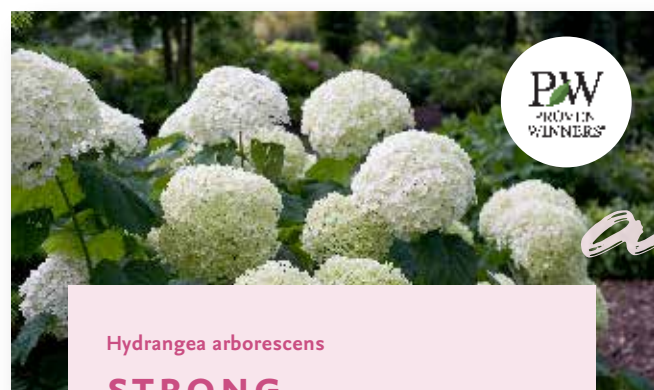 PW
PROVEN
WINNERS®
a
Hydrangea arborescens
STRONG